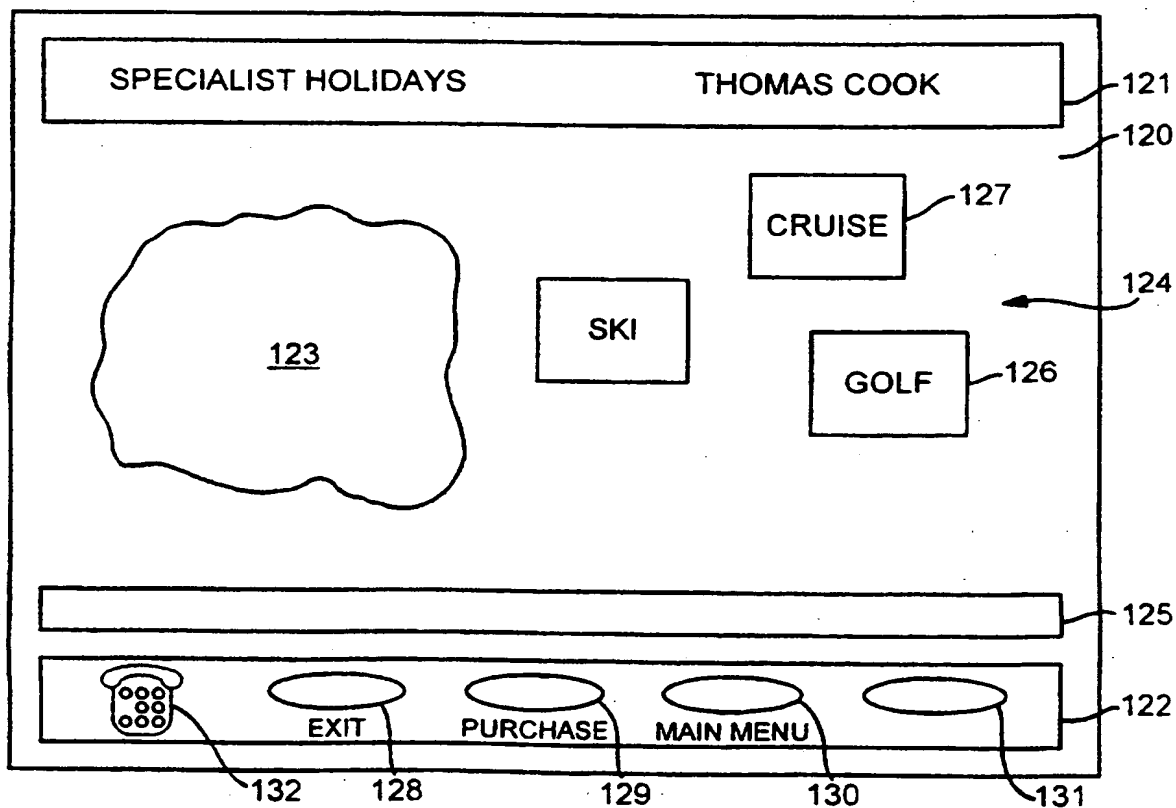 SPECIALIST HOLIDAYS THOMAS COOK
121
120
CRUISE 127
124
SKI
123
GOLF 126
125
122
EXIT PURCHASE MAIN MENU
132 128 129 130 131